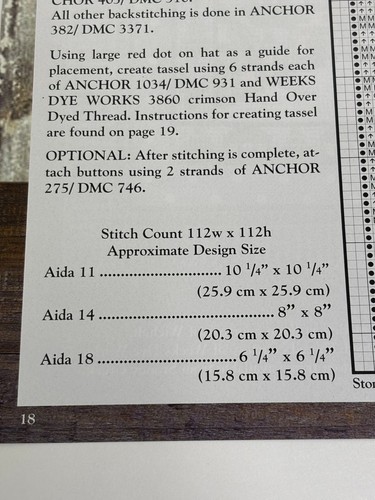 All other backstitching is done in ANCHOR
382/ DMC 3371.
Using large red dot on hat as a guide for
placement, create tassel using 6 strands each
of ANCHOR 1034/ DMC 931 and WEEKS
DYE WORKS 3860 crimson Hand Over
Dyed Thread. Instructions for creating tassel
are found on page 19.
OPTIONAL: After stitching is complete, at-
tach buttons using 2 strands of ANCHOR
275/ DMC 746.
Stitch Count 112w x 112h
Approximate Design Size
Aida 11 .............................. 10 1/4” x 10 1/4”
(25.9 cm x 25.9 cm)
Aida 14 ........................................... 8” x 8”
(20.3 cm x 20.3 cm)
Aida 18 .................................. 6 1/4” x 6 1/4”
(15.8 cm x 15.8 cm)
18